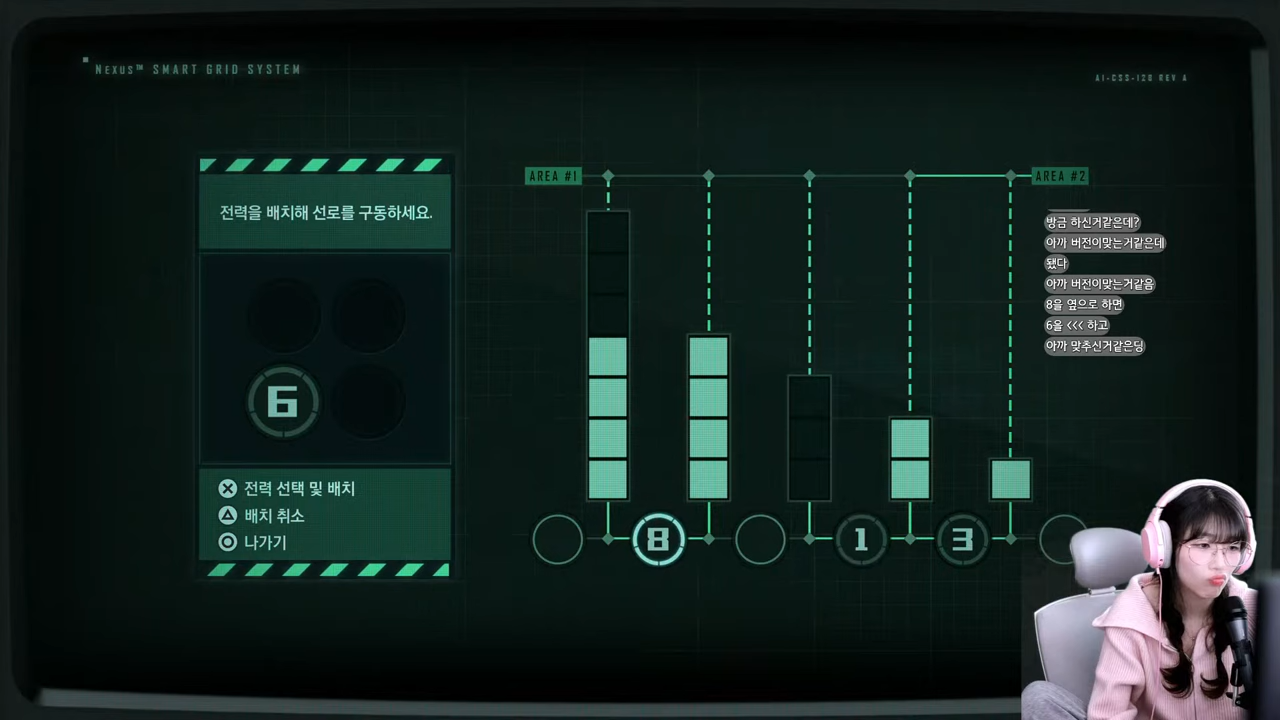 NEXUS™ SMART GRID SYSTEM
AI-CSS-120 REV A
전력을 배치해 선로를 구동하세요.
6
전력 선택 및 배치
배치 취소
나가기
AREA #1
AREA #2
8
1
3
방금 하신거같은데?
아까 버전이맞는거같은데
됐다
아까 버전이맞는거같음
8을 옆으로 하면
6을 <<< 하고
아까 맞추신거같은딩